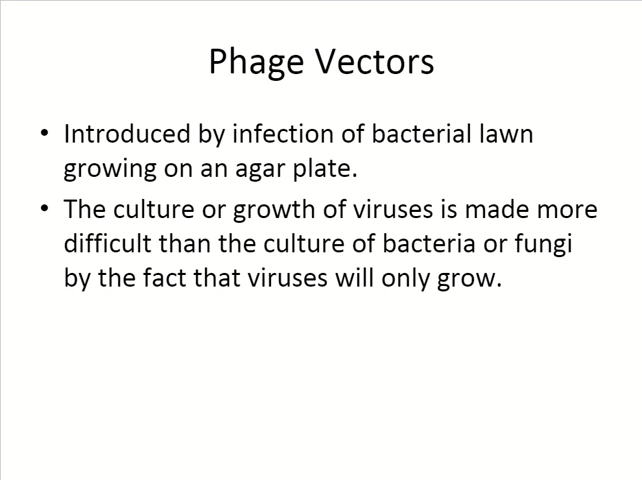 Phage Vectors
• Introduced by infection of bacterial lawn
growing on an agar plate.
• The culture or growth of viruses is made more
difficult than the culture of bacteria or fungi
by the fact that viruses will only grow.